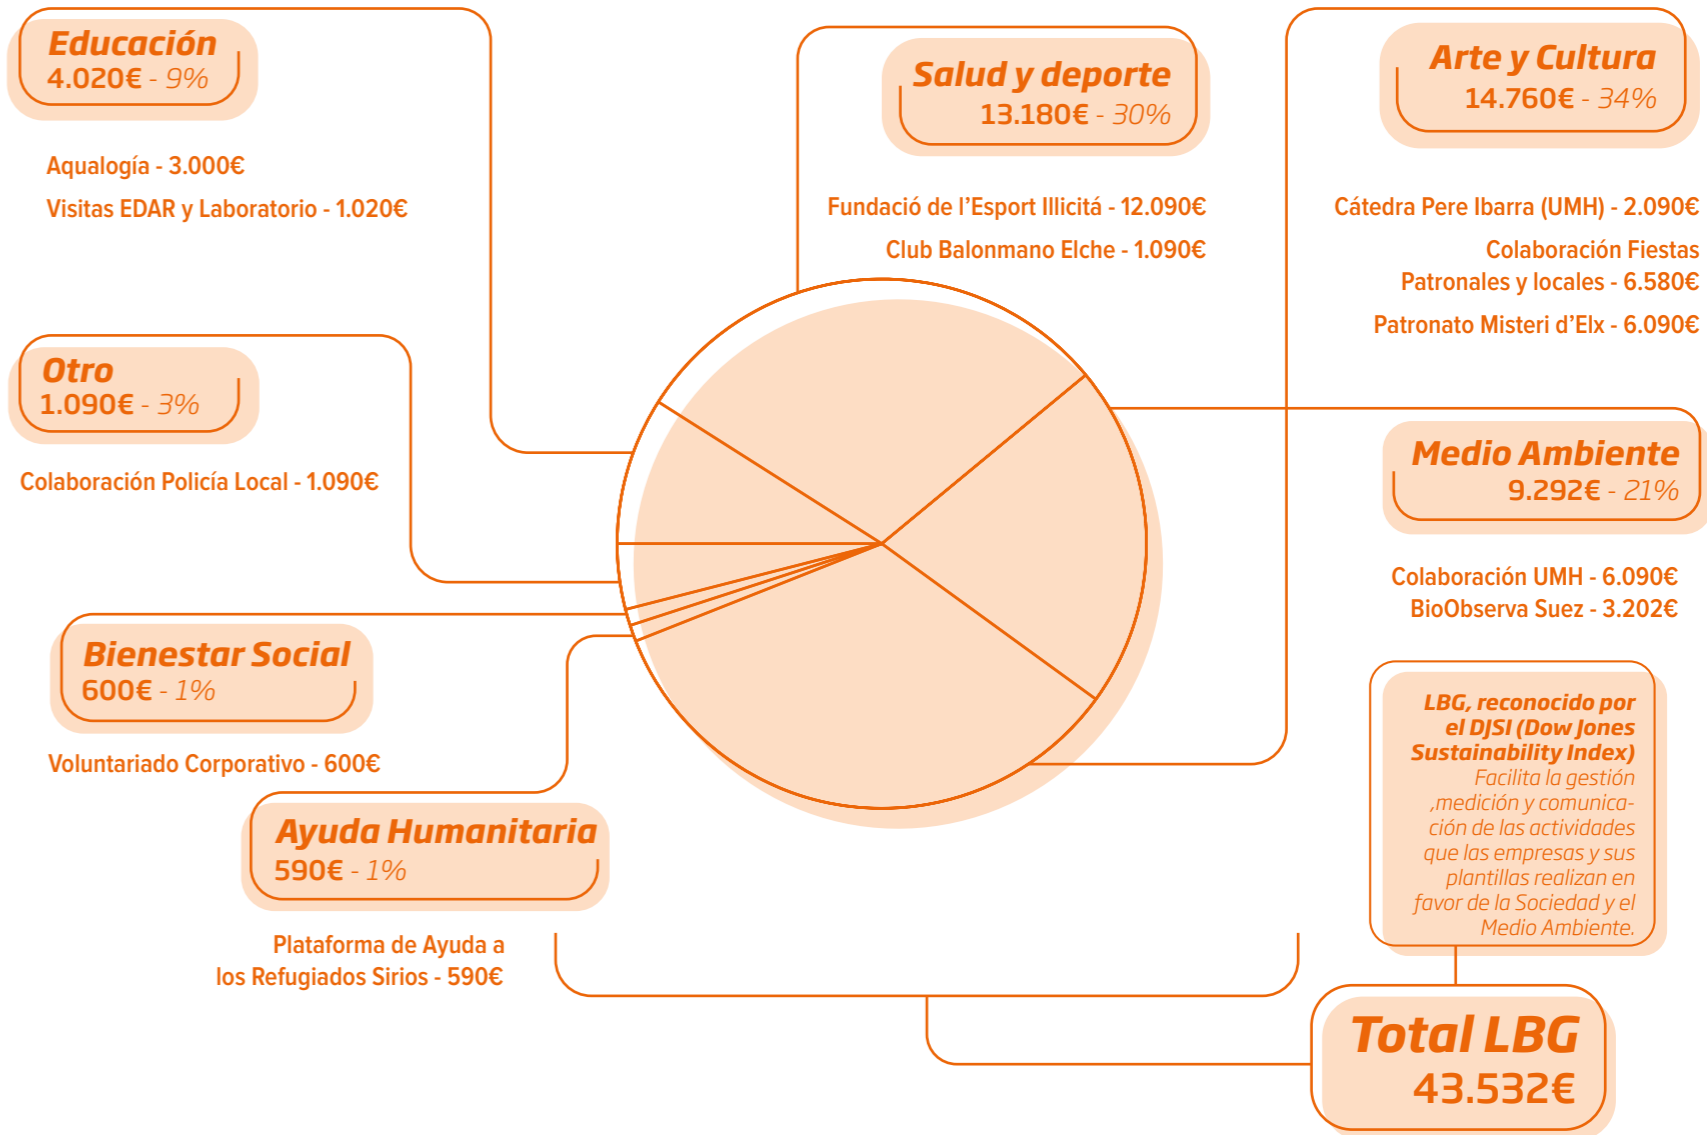 Educación
4.020€ - 9%
Aqualogía - 3.000€
Visitas EDAR y Laboratorio - 1.020€
Salud y deporte
13.180€ - 30%
Fundació de l’Esport Illicitá - 12.090€
Club Balonmano Elche - 1.090€
Arte y Cultura
14.760€ - 34%
Cátedra Pere Ibarra (UMH) - 2.090€
Colaboración Fiestas
Patronales y locales - 6.580€
Patronato Misteri d’Elx - 6.090€
Otro
1.090€ - 3%
Colaboración Policía Local - 1.090€
Medio Ambiente
9.292€ - 21%
Colaboración UMH - 6.090€
BioObserva Suez - 3.202€
Bienestar Social
600€ - 1%
Voluntariado Corporativo - 600€
Ayuda Humanitaria
590€ - 1%
Plataforma de Ayuda a
los Refugiados Sirios - 590€
LBG, reconocido por
el DJSI (Dow Jones
Sustainability Index)
Facilita la gestión
,medición y comunica-
ción de las actividades
que las empresas y sus
plantillas realizan en
favor de la Sociedad y el
Medio Ambiente.
Total LBG
43.532€